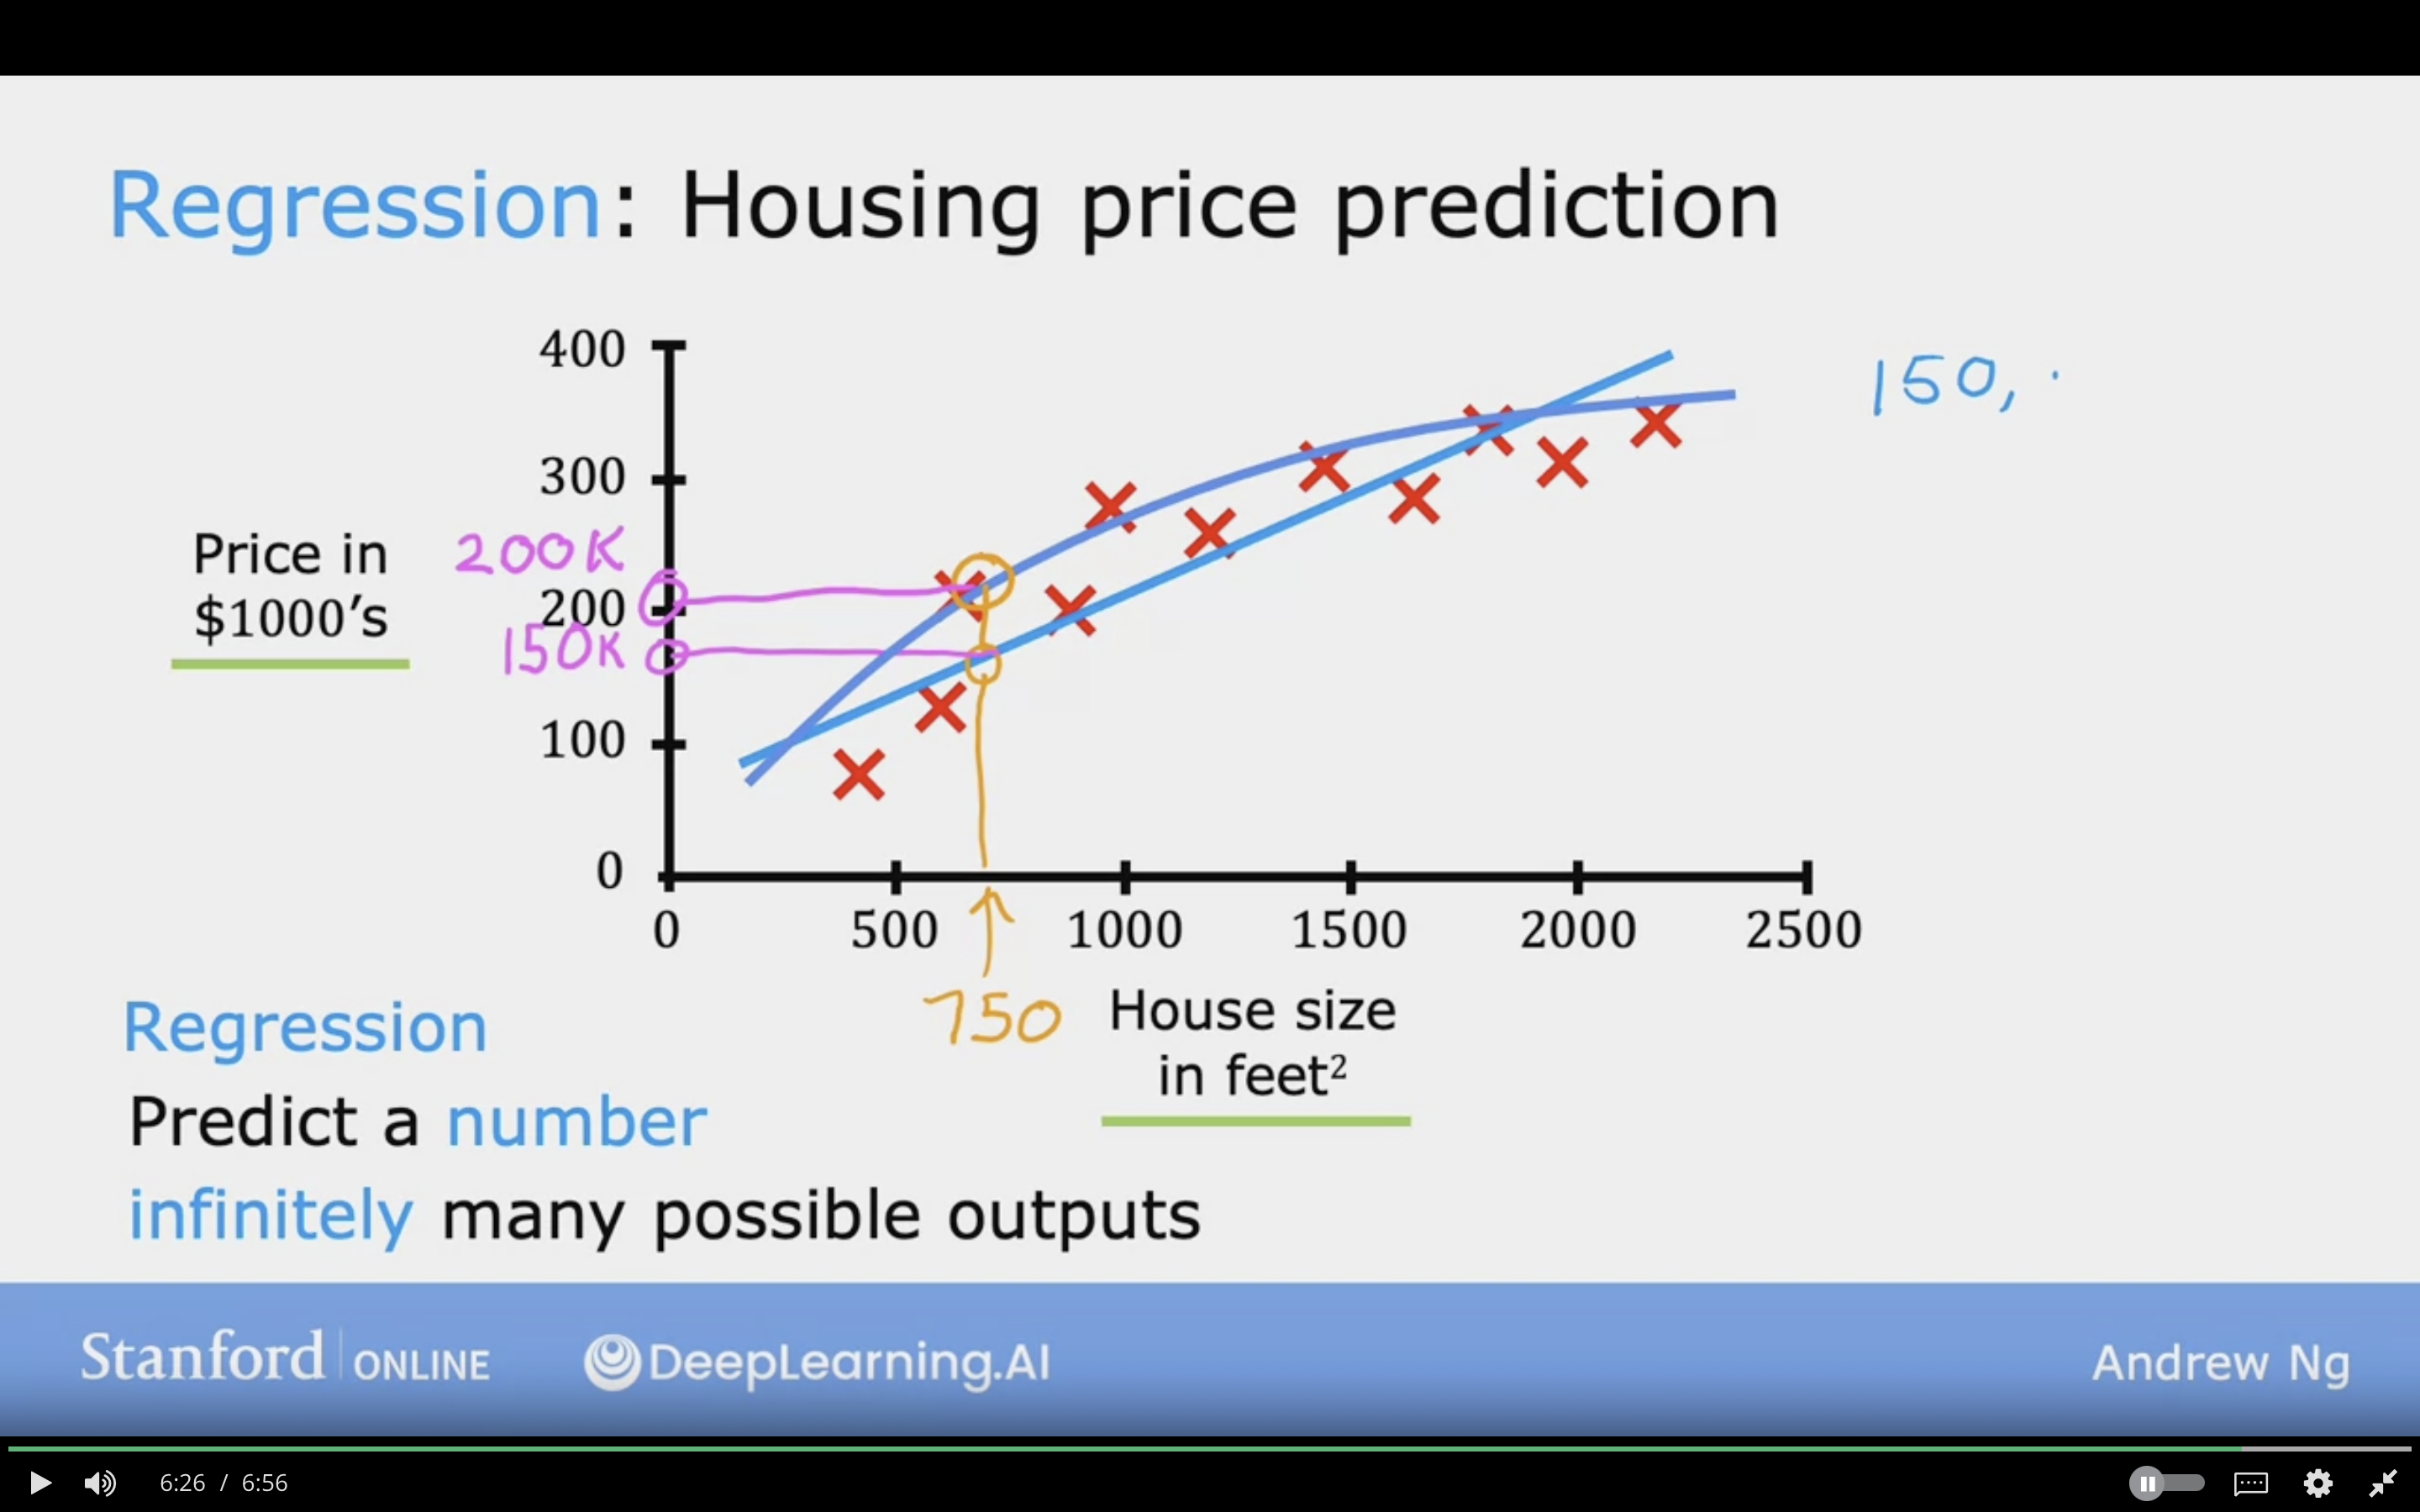 Regression: Housing price prediction
400
150,
300
Price in
$1000's
200K
200
150K
100
0
0 500 1000 1500 2000 2500
750
House size
in feet²
Regression
Predict a number
infinitely many possible outputs
Stanford ONLINE DeepLearning.AI Andrew Ng
6:26 / 6:56